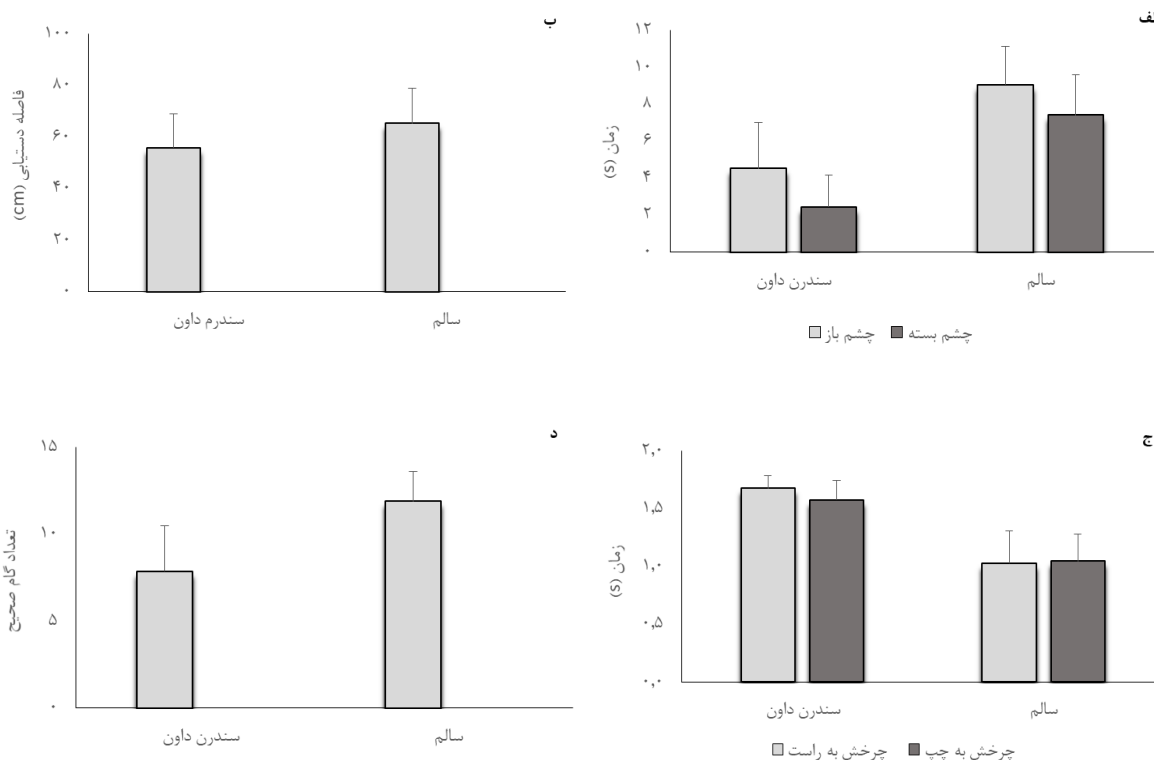 لف
زمان (s)
۱۲
۱۰
۸
۶
۴
۲
۰
سندرن داون
سالم
چشم باز
چشم بسته
ب
فاصله دستیابی (cm)
۱۰۰
۸۰
۶۰
۴۰
۲۰
۰
سندرم داون
سالم
ج
زمان (s)
۲٫۰
۱٫۵
۱٫۰
۰٫۵
۰٫۰
سندرن داون
سالم
چرخش به راست
چرخش به چپ
د
تعداد گام صحیح
۱۵
۱۰
۵
۰
سندرن داون
سالم